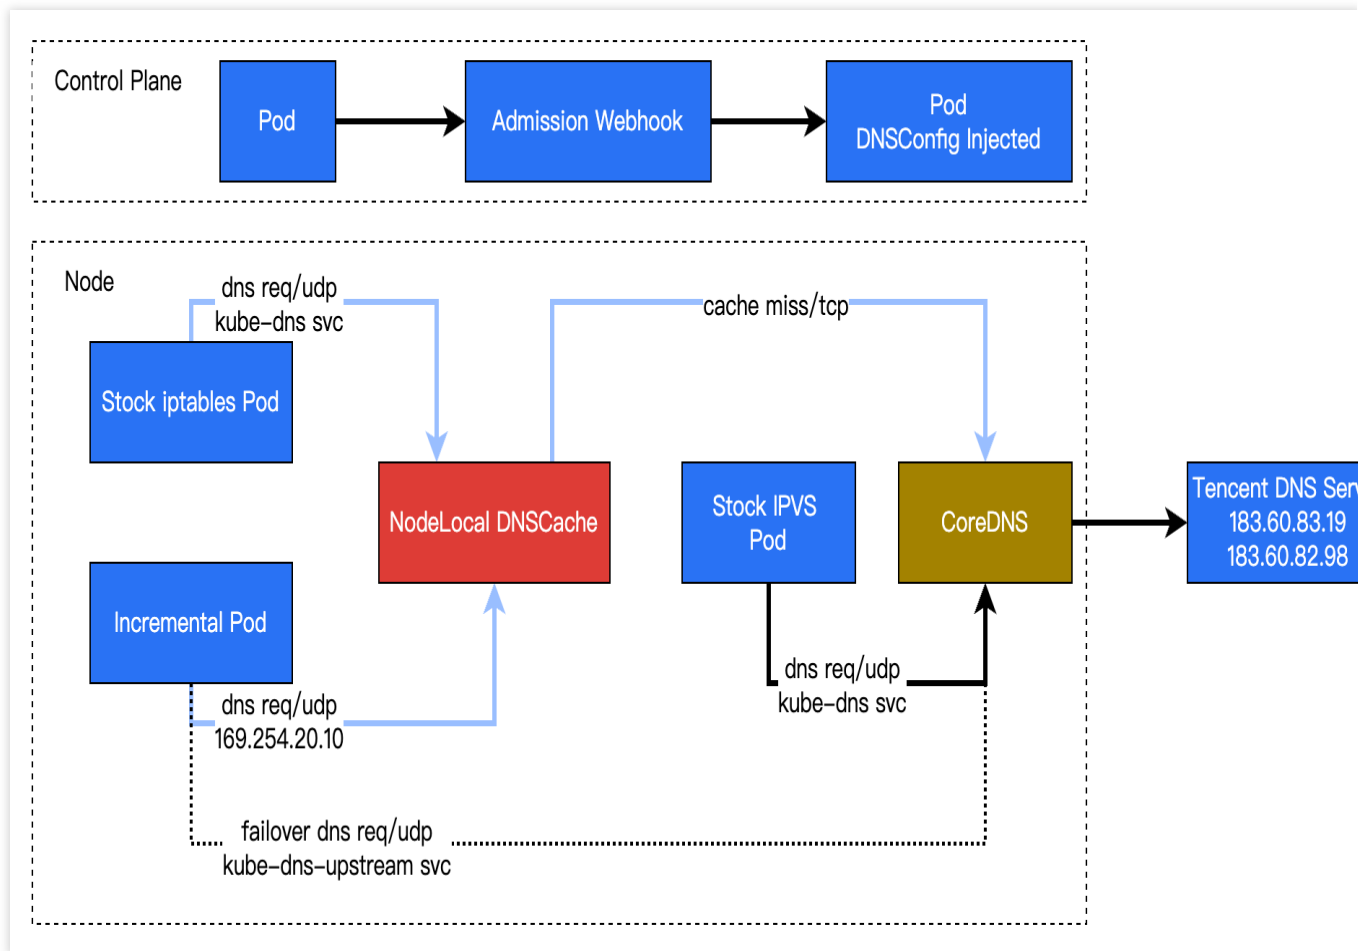 Control Plane
Pod
Admission Webhook
Pod
DNSConfig Injected
Node
dns req/udp
kube-dns svc
cache miss/tcp
Stock iptables Pod
NodeLocal DNSCache
Stock IPVS
Pod
CoreDNS
Tencent DNS
183.60.83.19
183.60.82.98
Incremental Pod
dns req/udp
kube-dns svc
dns req/udp
169.254.20.10
failover dns req/udp
kube-dns-upstream svc